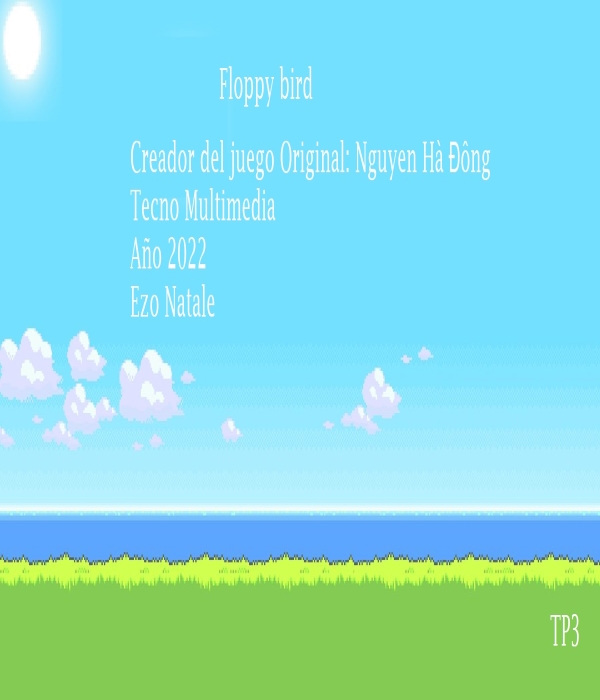 Floppy bird
Creador del juego Original: Nguyen Hà Đông
Tecno Multimedia
Año 2022
Ezo Natale
TP3